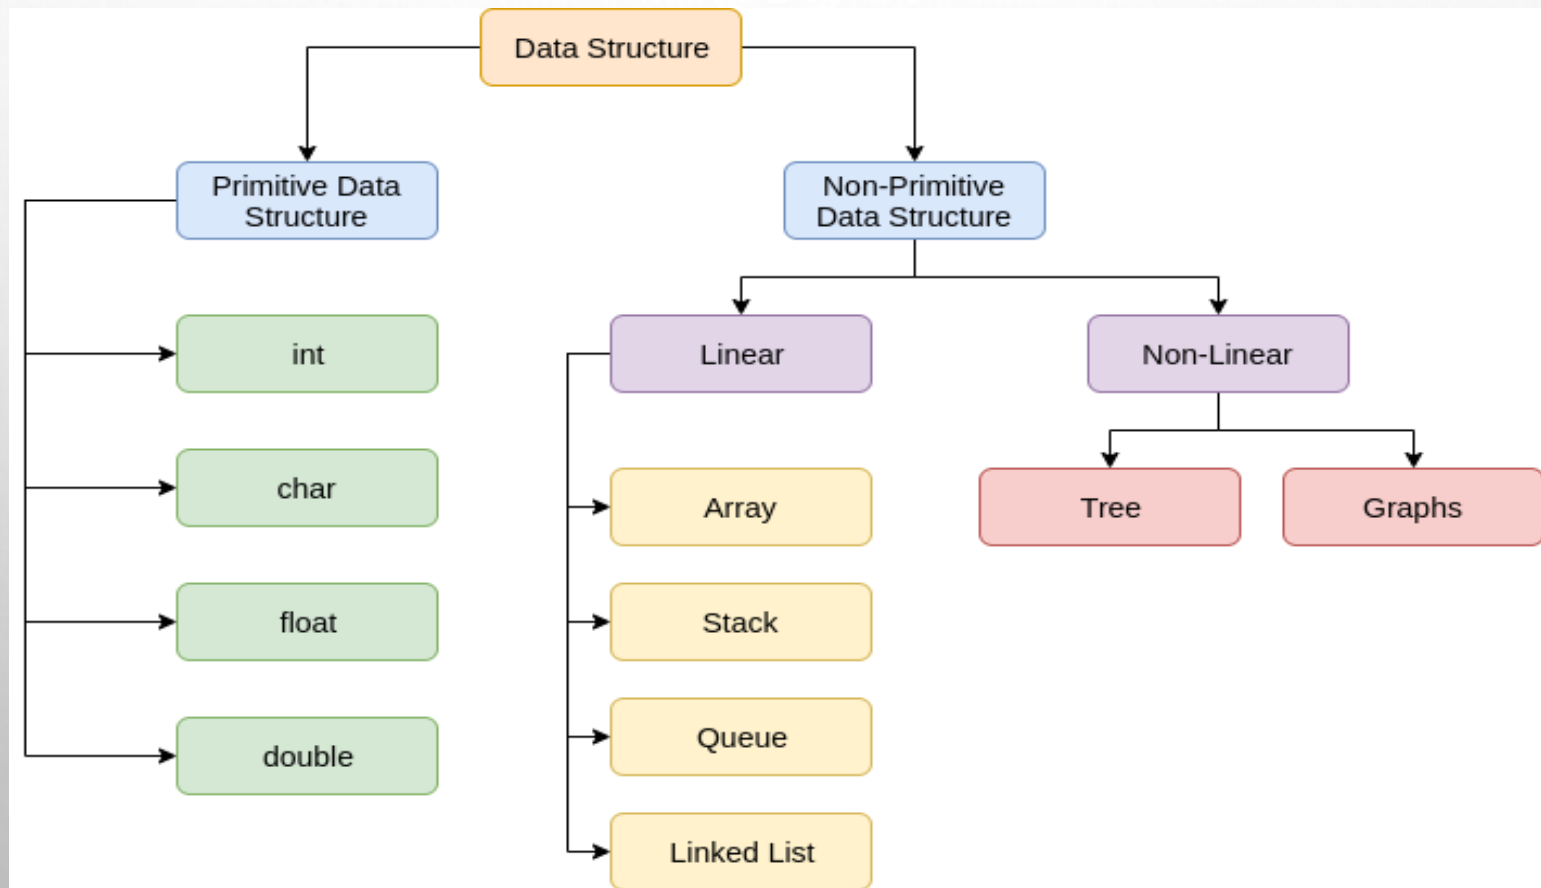 Data Structure
Primitive Data
Structure
Non-Primitive
Data Structure
int
char
float
double
Linear
Non-Linear
Array
Stack
Queue
Linked List
Tree
Graphs